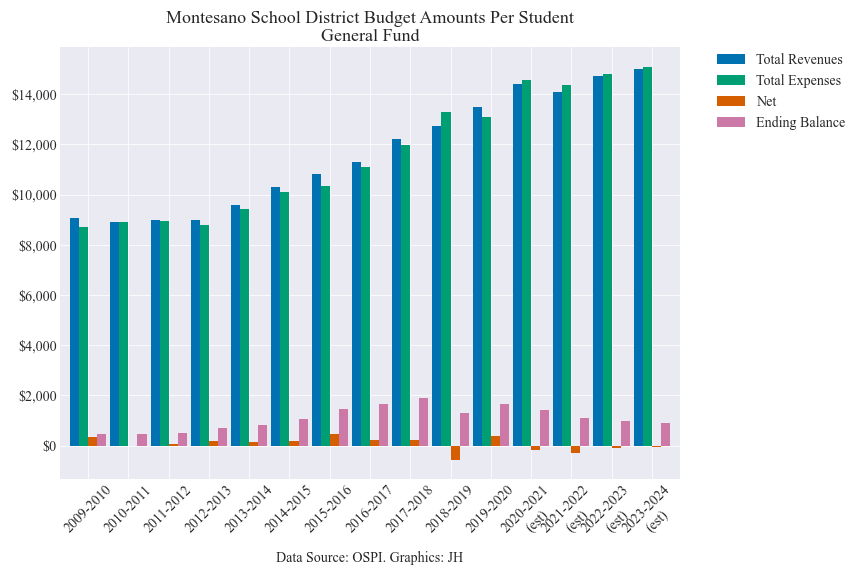 Montesano School District Budget Amounts Per Student
General Fund
Total Revenues
Total Expenses
Net
Ending Balance
$14,000
$12,000
$10,000
$8,000
$6,000
$4,000
$2,000
$0
2009-2010
2010-2011
2011-2012
2012-2013
2013-2014
2014-2015
2015-2016
2016-2017
2017-2018
2018-2019
2019-2020
2020-2021
(est)
2021-2022
(est)
2022-2023
(est)
2023-2024
(est)
Data Source: OSPI. Graphics: JH